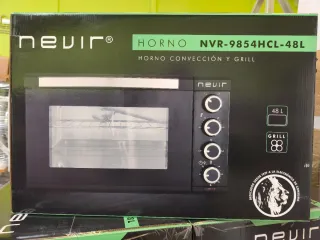 nevir®
HORNO NVR-9854HCL-48L
HORNO CONVECCIÓN Y GRILL
nevir
48 L
GRILL
nevir